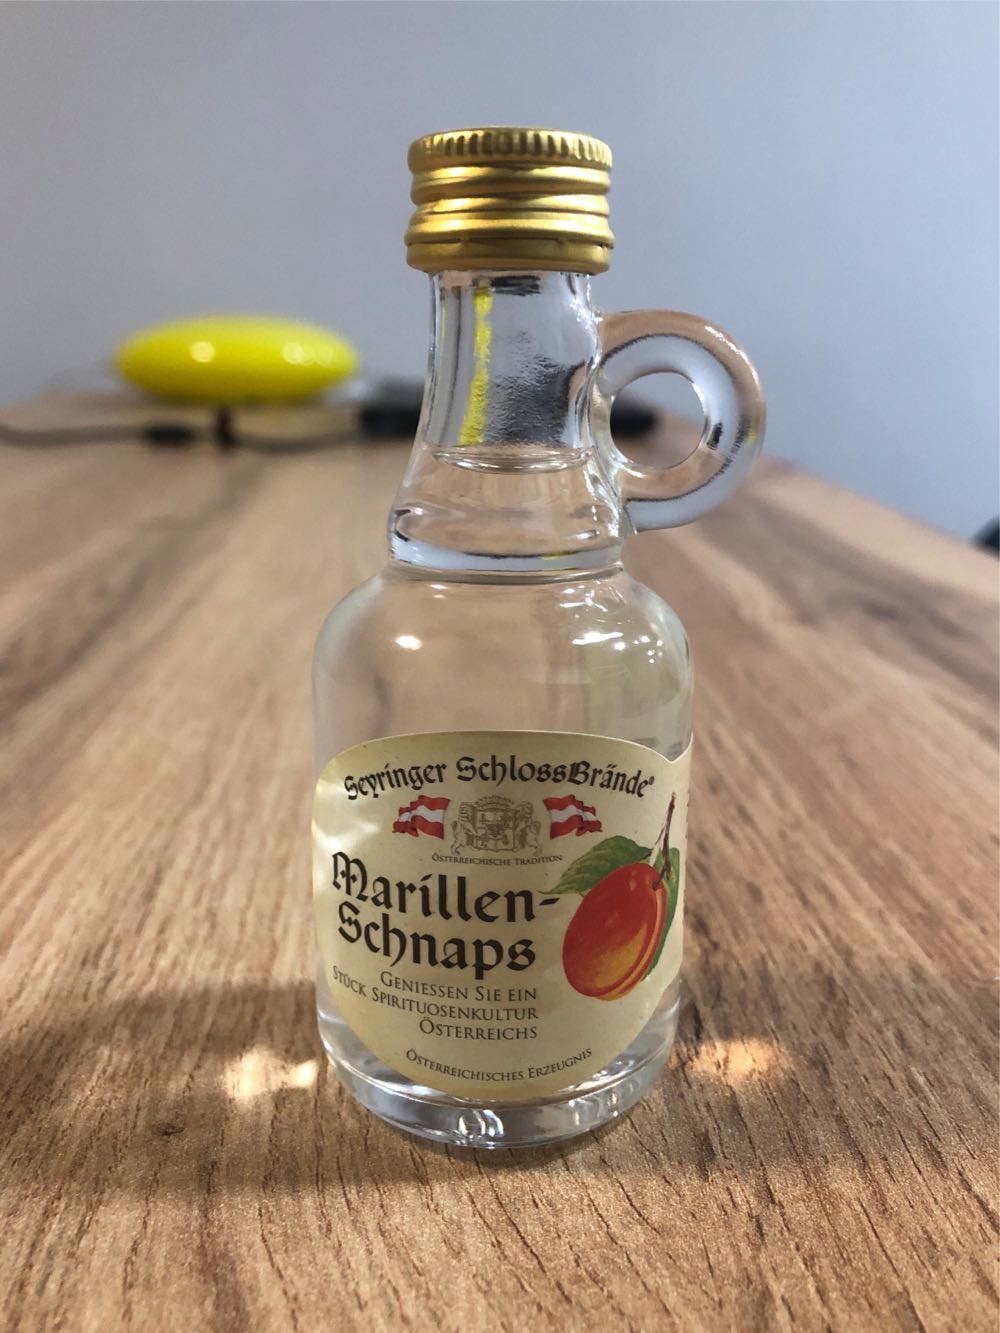 Seyringer SchlossBrände®
Österreichische Tradition
Marillen-
Schnaps
Geniessen Sie ein
Stück Spirituosenkultur
Österreichs
Österreichisches Erzeugnis